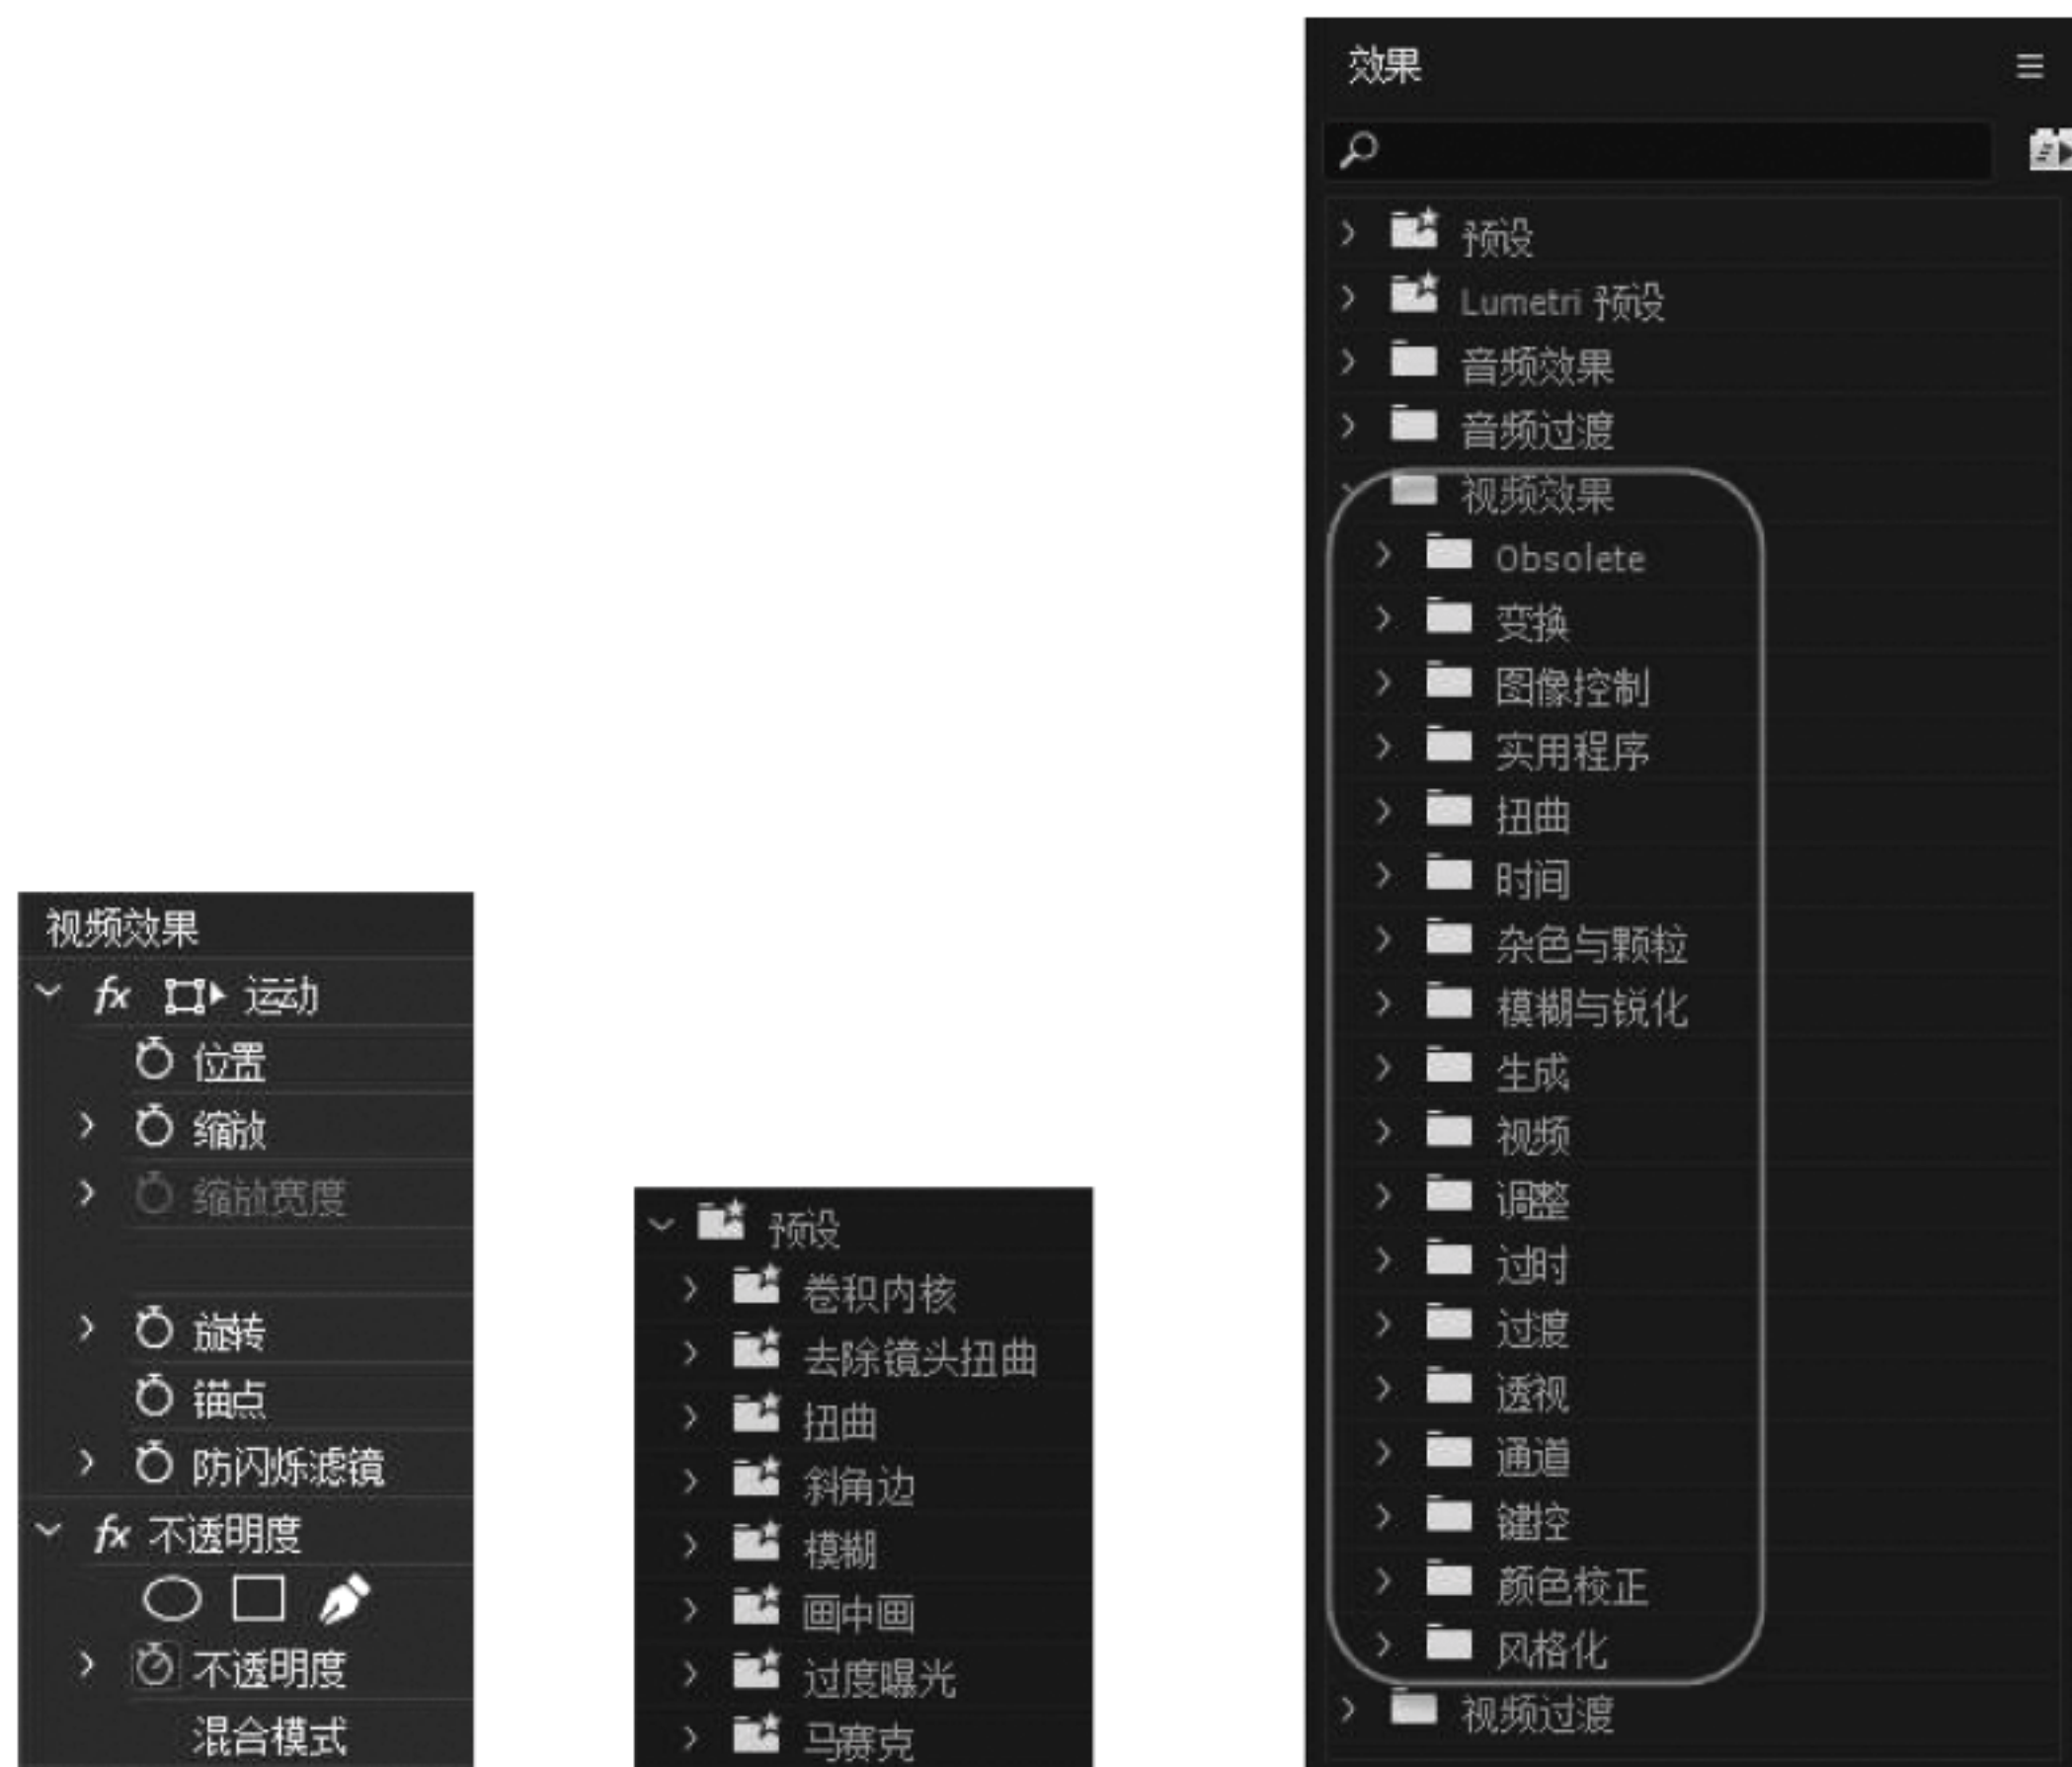 视频效果
fx 运动
位置
缩放
缩放宽度
旋转
锚点
防闪烁滤镜
fx 不透明度
不透明度
混合模式
预设
卷积内核
去除镜头扭曲
扭曲
斜角边
模糊
画中画
过度曝光
马赛克
效果
预设
Lumetri 预设
音频效果
音频过渡
视频效果
Obsolete
变换
图像控制
实用程序
扭曲
时间
杂色与颗粒
模糊与锐化
生成
视频
调整
过时
过渡
透视
通道
键控
颜色校正
风格化
视频过渡